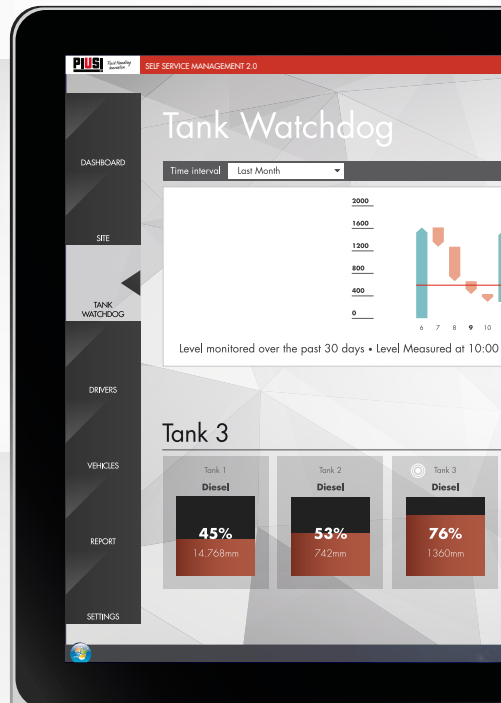 PIUSI Fluid Handling Innovation SELF SERVICE MANAGEMENT 2.0
Tank Watchdog
Time interval Last Month
DASHBOARD
SITE
TANK
WATCHDOG
DRIVERS
VEHICLES
REPORT
SETTINGS
2000
1600
1200
800
400
0
6 7 8 9 10
Level monitored over the past 30 days • Level Measured at 10:00
Tank 3
Tank 1
Diesel
45%
14.768mm
Tank 2
Diesel
53%
742mm
Tank 3
Diesel
76%
1360mm